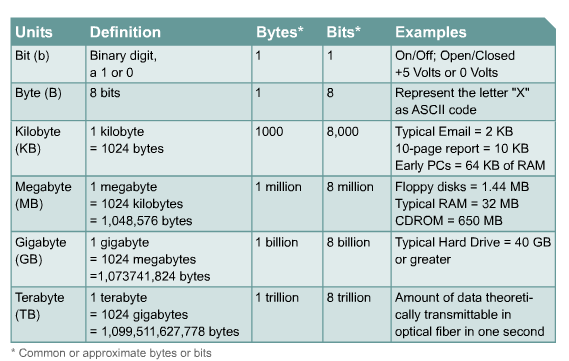 Units Definition Bytes* Bits* Examples
Bit (b) Binary digit, 1 1 On/Off; Open/Closed
a 1 or 0 +5 Volts or 0 Volts
Byte (B) 8 bits 1 8 Represent the letter "X"
as ASCII code
Kilobyte 1 kilobyte 1000 8,000 Typical Email = 2 KB
(KB) = 1024 bytes 10-page report = 10 KB
Early PCs = 64 KB of RAM
Megabyte 1 megabyte 1 million 8 million Floppy disks = 1.44 MB
(MB) = 1024 kilobytes Typical RAM = 32 MB
= 1,048,576 bytes CDROM = 650 MB
Gigabyte 1 gigabyte 1 billion 8 billion Typical Hard Drive = 40 GB
(GB) = 1024 megabytes or greater
=1,073741,824 bytes
Terabyte 1 terabyte 1 trillion 8 trillion Amount of data theoreti-
(TB) = 1024 gigabytes cally transmittable in
= 1,099,511,627,778 bytes optical fiber in one second
* Common or approximate bytes or bits